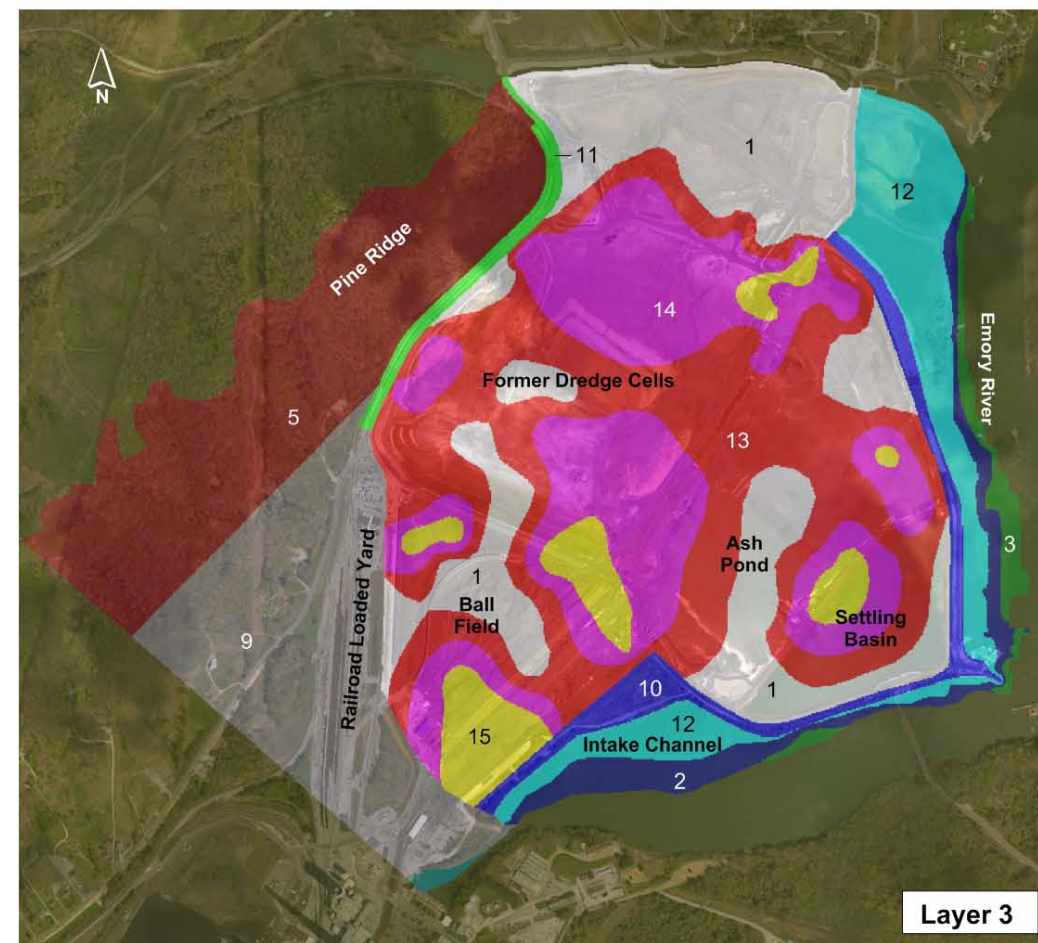 N
1
11
12
Pine Ridge
14
Emory River
Former Dredge Cells
5
13
3
Ash
Pond
1
Ball
Field
Settling
Basin
9
Railroad Loaded Yard
10
1
12
Intake Channel
15
2
Layer 3